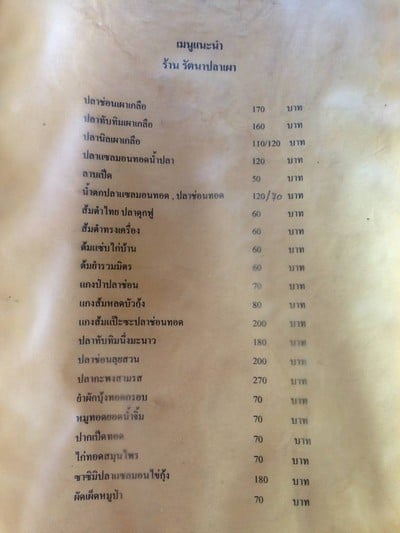 เมนูแนะนำ
ร้าน รัตนาปลาเผา
ปลาช่อนเผาเกลือ 170 บาท
ปลาทับทิมเผาเกลือ 160 บาท
ปลานิลเผาเกลือ 110/120 บาท
ปลาแซลมอนทอดน้ำปลา 120 บาท
ลาบเป็ด 50 บาท
น้ำตกปลาแซลมอนทอด , ปลาช่อนทอด 120/70 บาท
ส้มตำไทย ปลาดุกฟู 60 บาท
ส้มตำทรงเครื่อง 60 บาท
ต้มแซ่บไก่บ้าน 60 บาท
ต้มยำรวมมิตร 60 บาท
แกงป่าปลาช่อน 70 บาท
แกงส้มหลดบัวกุ้ง 80 บาท
แกงส้มแป๊ะซะปลาช่อนทอด 200 บาท
ปลาทับทิมนึ่งมะนาว 180 บาท
ปลาช่อนลุยสวน 200 บาท
ปลากะพงสามรส 270 บาท
ยำผักบุ้งทอดกรอบ 70 บาท
หมูทอดยอดน้ำจิ้ม 70 บาท
ปากเป็ดทอด 70 บาท
ไก่ทอดสมุนไพร 70 บาท
ซาซิมิปลาแซลมอนไข่กุ้ง 180 บาท
ผัดเผ็ดหมูป่า 70 บาท